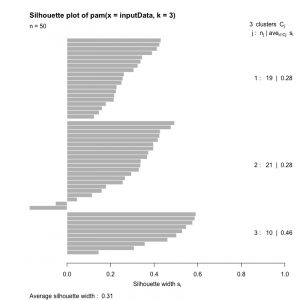 Silhouette plot of pam(x = inputData, k = 3)
n = 50
3 clusters Cj
j : nj | avei∈Cj si
1 : 19 | 0.28
2 : 21 | 0.28
3 : 10 | 0.46
0.0 0.2 0.4 0.6 0.8 1.0
Silhouette width si
Average silhouette width : 0.31